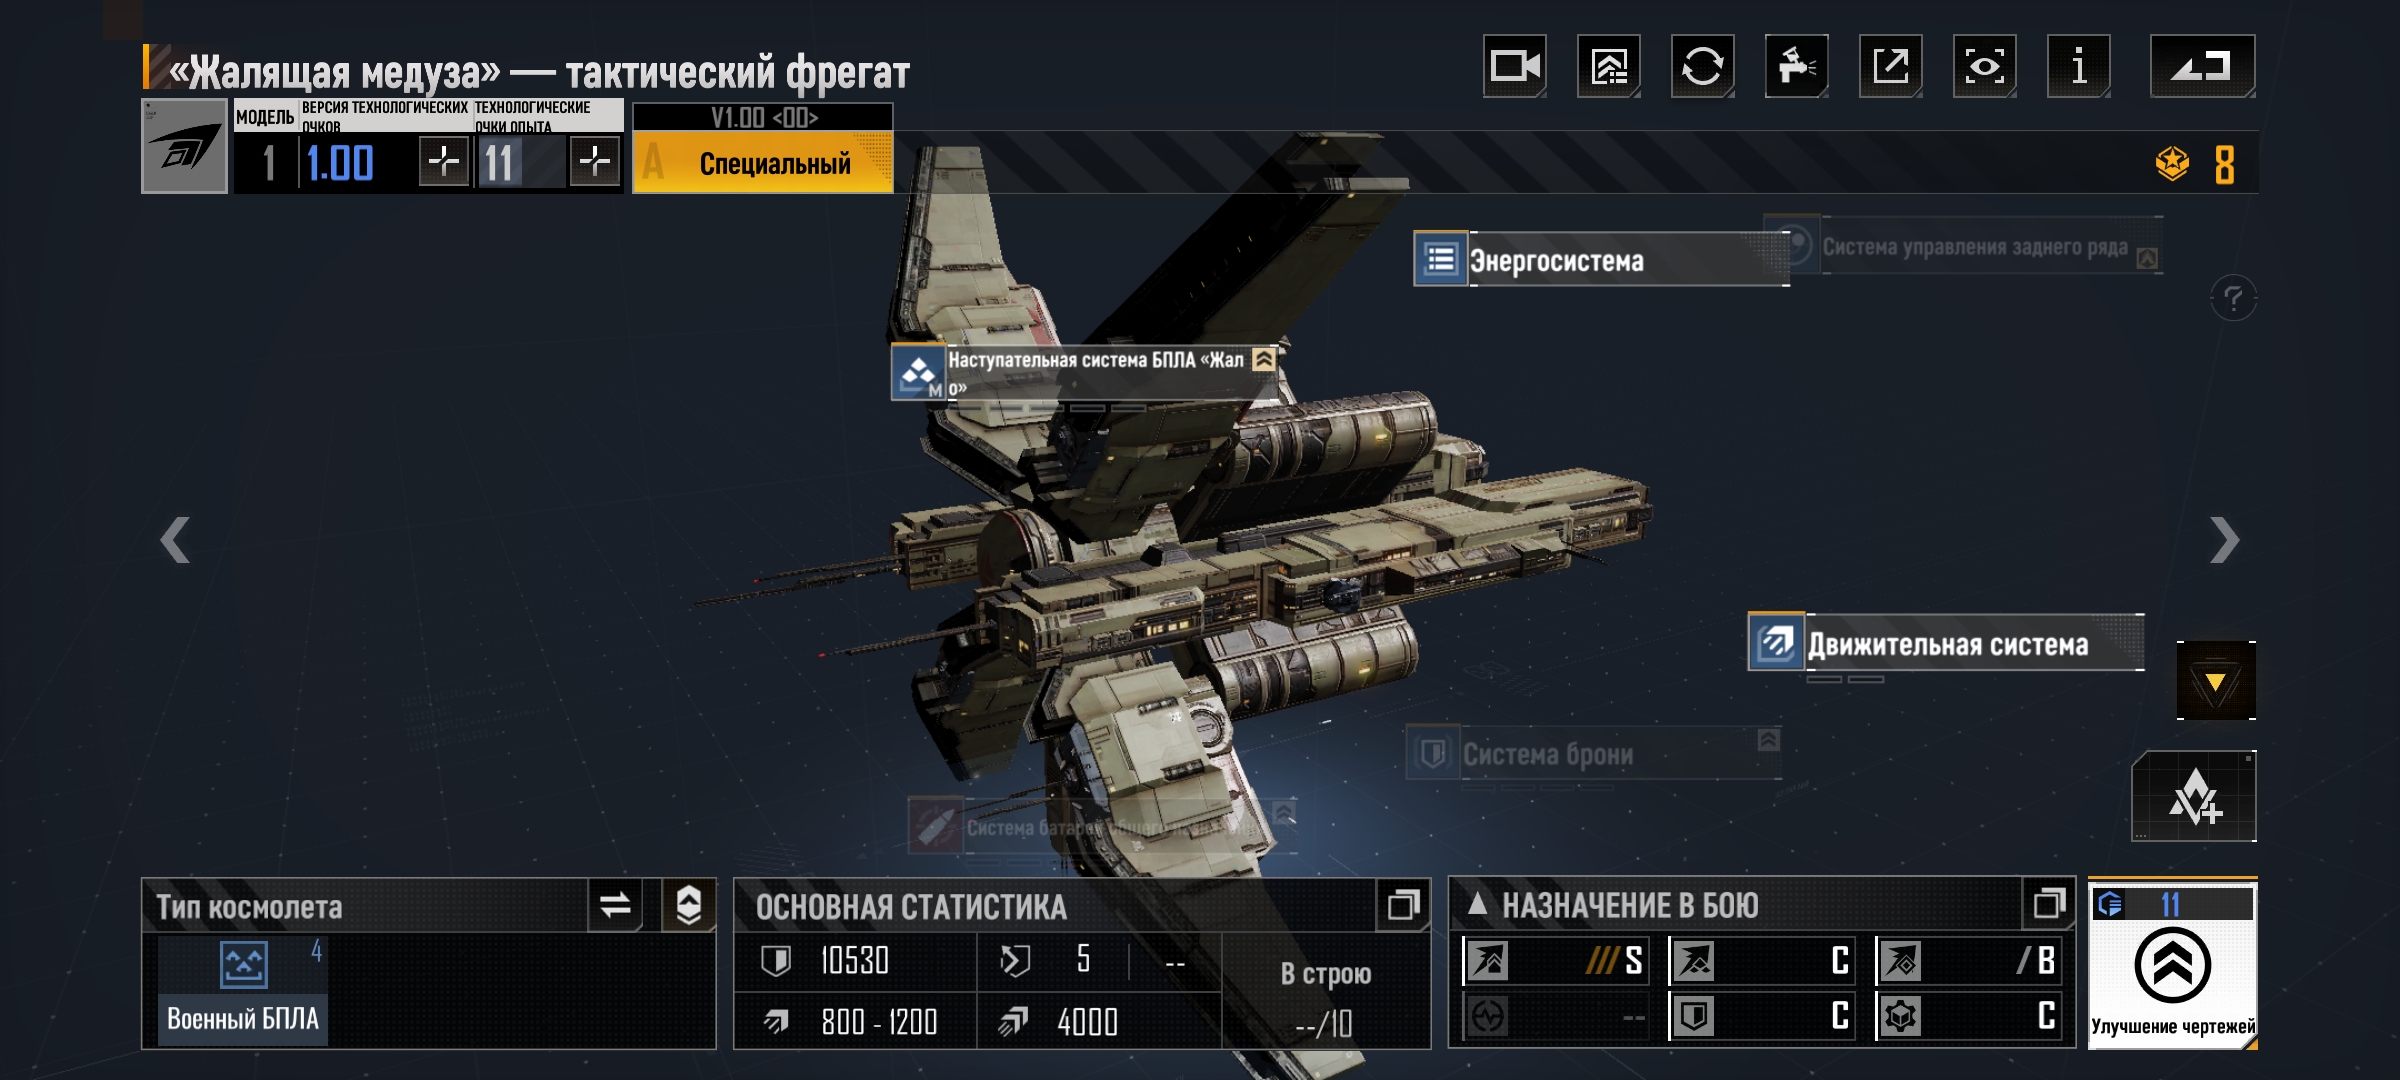 «Жалящая медуза» — тактический фрегат
МОДЕЛЬ
ВЕРСИЯ ТЕХНОЛОГИЧЕСКИХ
ОЧКОВ
ТЕХНОЛОГИЧЕСКИЕ
ОЧКИ ОПЫТА
1
1.00
11
V1.00 <00>
A
Специальный
8
Энергосистема
Система управления заднего ряда
Наступательная система БПЛА «Жал
о»
M
Движительная система
Система брони
Тип космолета
4
Военный БПЛА
ОСНОВНАЯ СТАТИСТИКА
10530
5
--
800 - 1200
4000
В строю
--/10
НАЗНАЧЕНИЕ В БОЮ
/// S
C
/ B
--
C
C
11
Улучшение чертежей